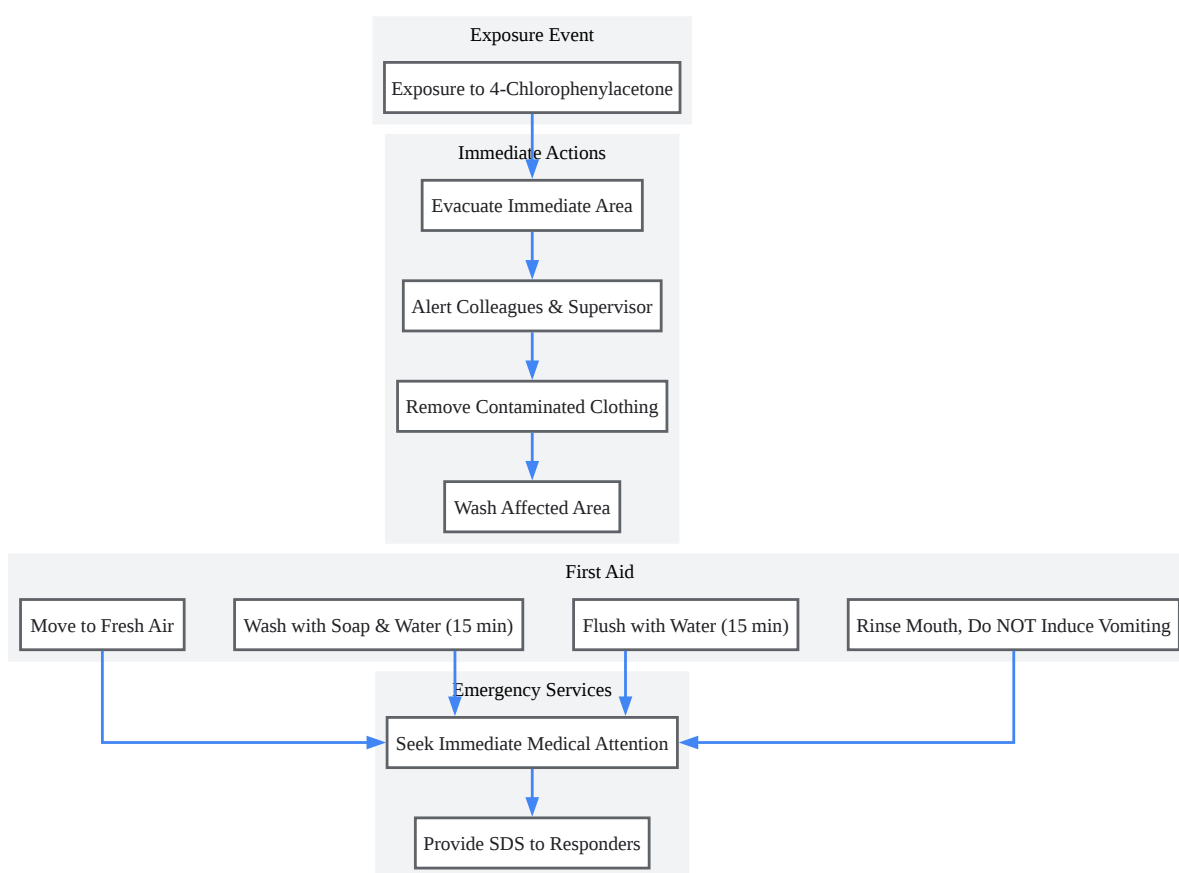 Exposure Event
Exposure to 4-Chlorophenylacetone
Immediate Actions
Evacuate Immediate Area
Alert Colleagues & Supervisor
Remove Contaminated Clothing
Wash Affected Area
First Aid
Move to Fresh Air
Wash with Soap & Water (15 min)
Flush with Water (15 min)
Rinse Mouth, Do NOT Induce Vomiting
Emergency Services
Seek Immediate Medical Attention
Provide SDS to Responders